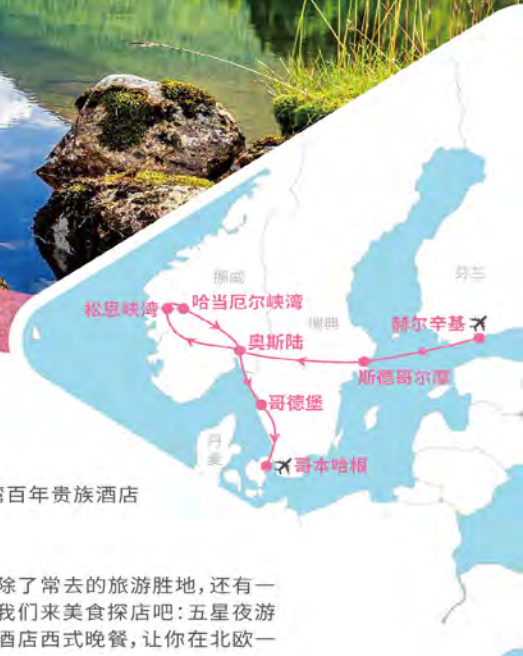 挪威
芬兰
松恩峡湾
哈当厄尔峡湾
瑞典
赫尔辛基
奥斯陆
斯德哥尔摩
哥德堡
丹
麦
哥本哈根
百年贵族酒店
除了常去的旅游胜地,还有一
我们来美食探店吧:五星夜游
酒店西式晚餐,让你在北欧一